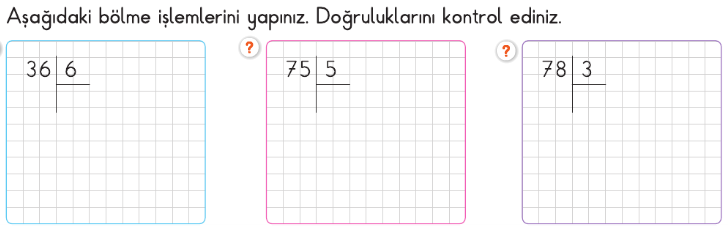 Aşağıdaki bölme işlemlerini yapınız. Doğruluklarını kontrol ediniz.
? ?
36 6 75 5 78 3